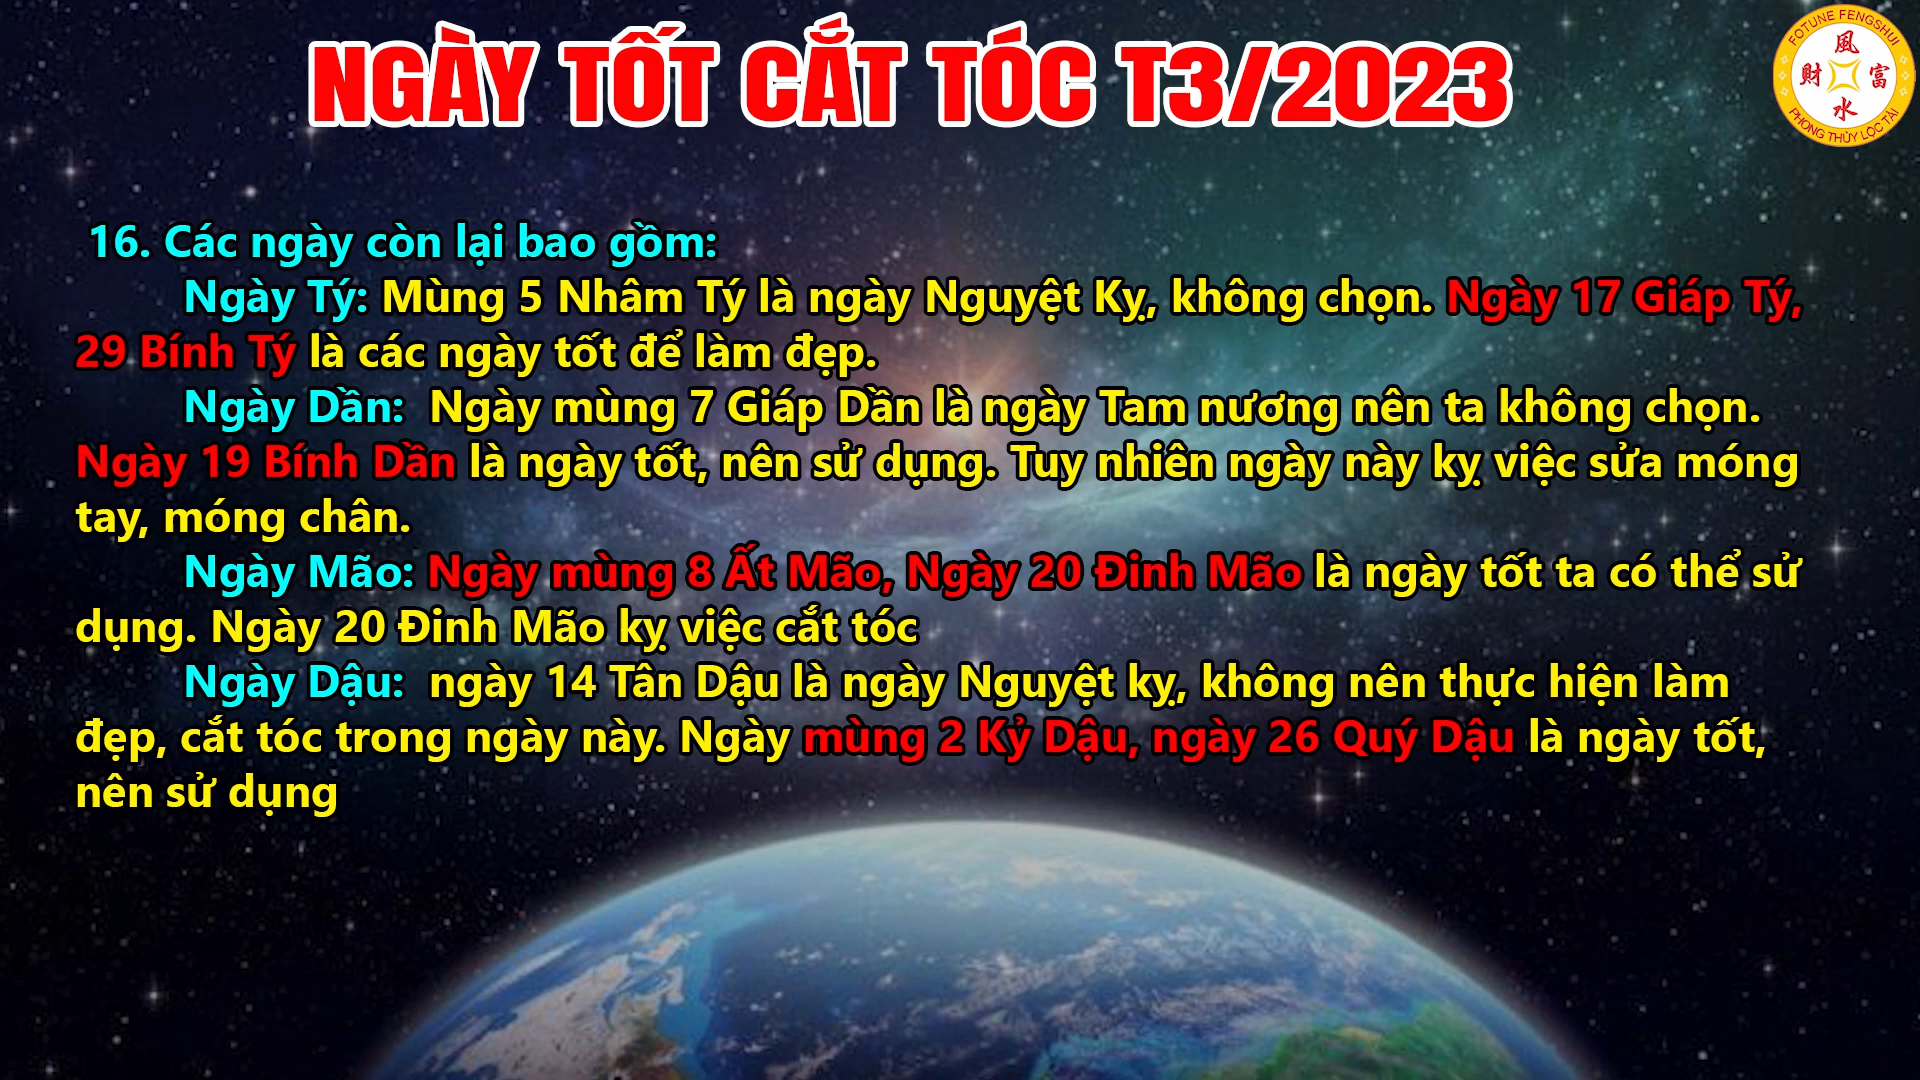 NGÀY TỐT CẮT TÓC T3/2023
FOTUNE FENGSHUI
風
財 富
水
PHONG THỦY LỘC TÀI
16. Các ngày còn lại bao gồm:
Ngày Tý: Mùng 5 Nhâm Tý là ngày Nguyệt Kỵ, không chọn. Ngày 17 Giáp Tý,
29 Bính Tý là các ngày tốt để làm đẹp.
Ngày Dần: Ngày mùng 7 Giáp Dần là ngày Tam nương nên ta không chọn.
Ngày 19 Bính Dần là ngày tốt, nên sử dụng. Tuy nhiên ngày này kỵ việc sửa móng
tay, móng chân.
Ngày Mão: Ngày mùng 8 Ất Mão, Ngày 20 Đinh Mão là ngày tốt ta có thể sử
dụng. Ngày 20 Đinh Mão kỵ việc cắt tóc
Ngày Dậu: ngày 14 Tân Dậu là ngày Nguyệt kỵ, không nên thực hiện làm
đẹp, cắt tóc trong ngày này. Ngày mùng 2 Kỷ Dậu, ngày 26 Quý Dậu là ngày tốt,
nên sử dụng